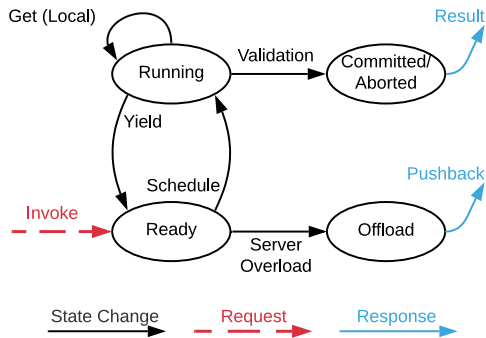 Get (Local)
Result
Running
Validation
Committed/
Aborted
Yield
Pushback
Schedule
Invoke
Ready
Server
Overload
Offload
State Change
Request
Response